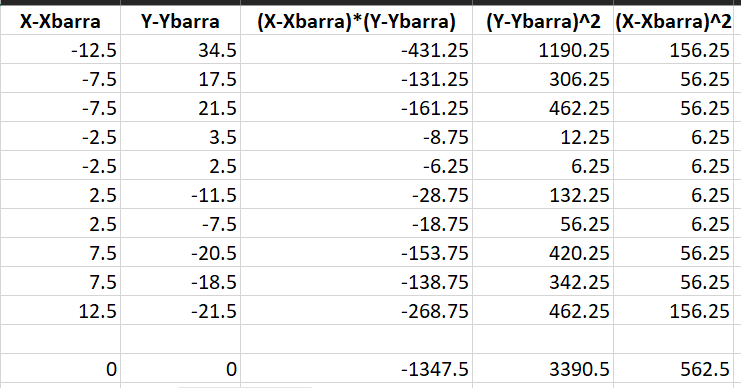 X-Xbarra Y-Ybarra (X-Xbarra)*(Y-Ybarra) (Y-Ybarra)^2 (X-Xbarra)^2
-12.5 34.5 -431.25 1190.25 156.25
-7.5 17.5 -131.25 306.25 56.25
-7.5 21.5 -161.25 462.25 56.25
-2.5 3.5 -8.75 12.25 6.25
-2.5 2.5 -6.25 6.25 6.25
2.5 -11.5 -28.75 132.25 6.25
2.5 -7.5 -18.75 56.25 6.25
7.5 -20.5 -153.75 420.25 56.25
7.5 -18.5 -138.75 342.25 56.25
12.5 -21.5 -268.75 462.25 156.25
0 0 -1347.5 3390.5 562.5